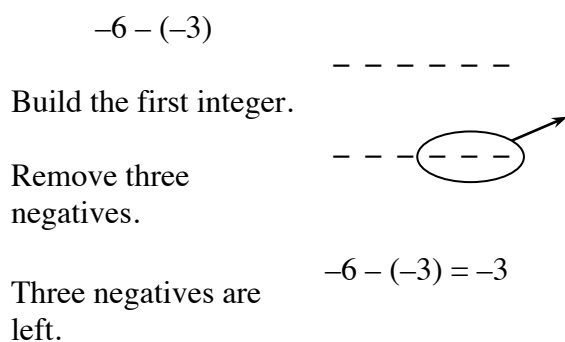 –6 – (–3)
– – – – – –
Build the first integer.
– – – – – –
Remove three
negatives.
–6 – (–3) = –3
Three negatives are
left.